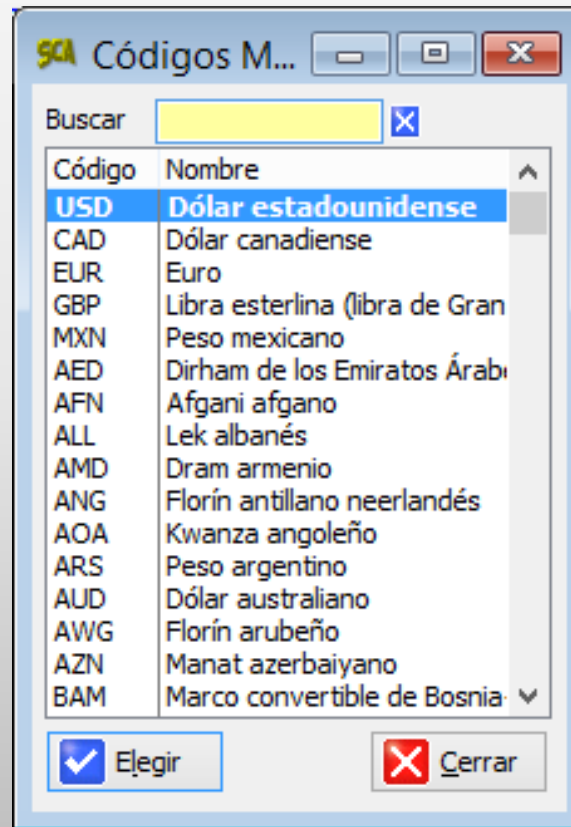 SCA Códigos M...
Buscar
Código Nombre
USD Dólar estadounidense
CAD Dólar canadiense
EUR Euro
GBP Libra esterlina (libra de Gran
MXN Peso mexicano
AED Dirham de los Emiratos Árab
AFN Afgani afgano
ALL Lek albanés
AMD Dram armenio
ANG Florín antillano neerlandés
AOA Kwanza angoleño
ARS Peso argentino
AUD Dólar australiano
AWG Florín arubeño
AZN Manat azerbaiyano
BAM Marco convertible de Bosnia-
Elegir Cerrar